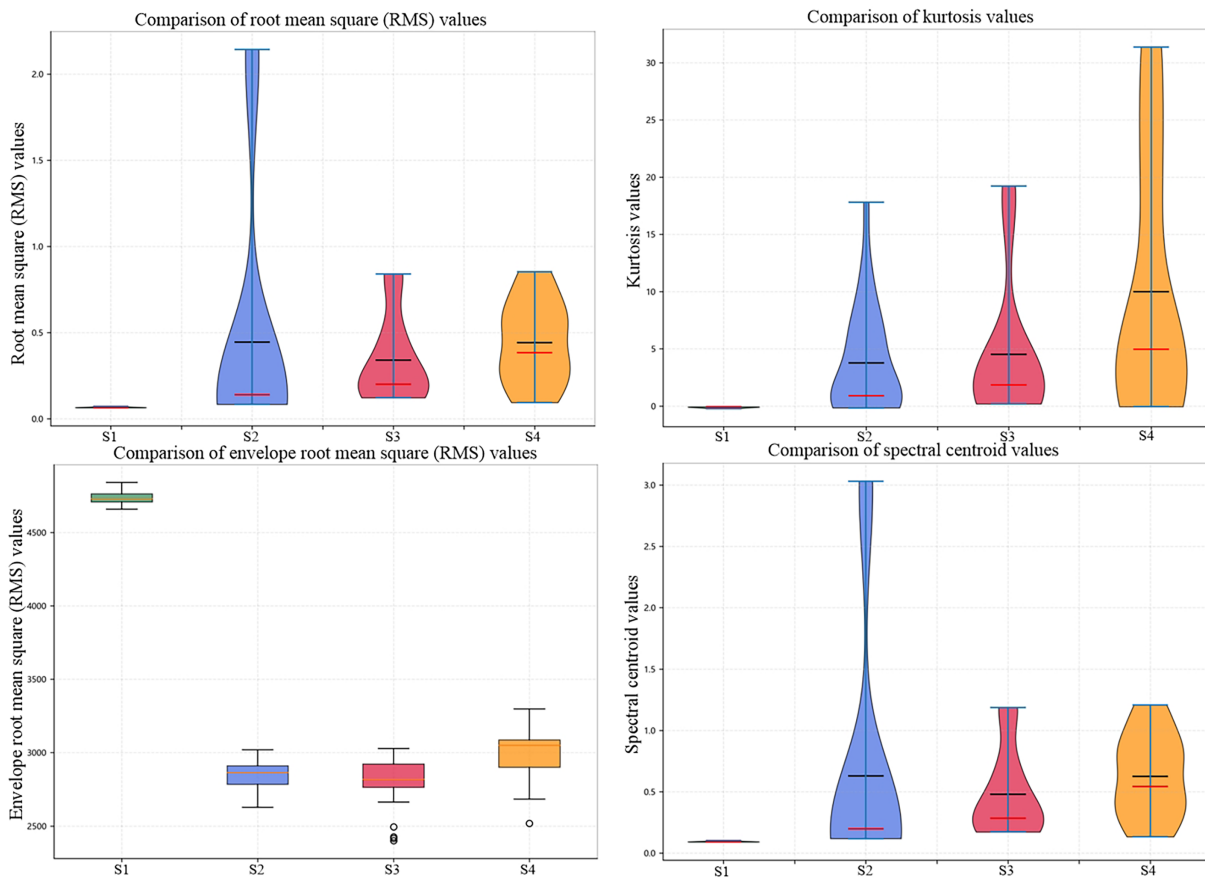 Comparison of root mean square (RMS) values
Root mean square (RMS) values
2.0
1.5
1.0
0.5
0.0
S1 S2 S3 S4
Comparison of kurtosis values
Kurtosis values
30
25
20
15
10
5
0
S1 S2 S3 S4
Comparison of envelope root mean square (RMS) values
Envelope root mean square (RMS) values
4500
4000
3500
3000
2500
S1 S2 S3 S4
Comparison of spectral centroid values
Spectral centroid values
3.0
2.5
2.0
1.5
1.0
0.5
0.0
S1 S2 S3 S4